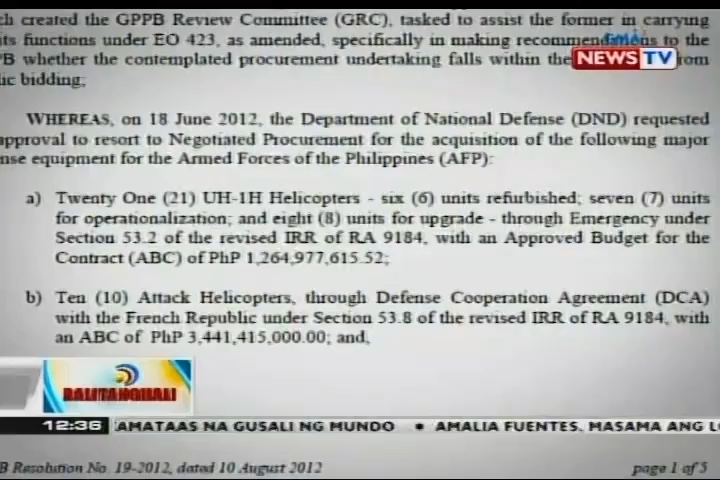 ch created the GPPB Review Committee (GRC), tasked to assist the former in carrying
its functions under EO 423, as amended, specifically in making recommendations to the
B whether the contemplated procurement undertaking falls within the from
lic bidding;
NEWS TV
WHEREAS, on 18 June 2012, the Department of National Defense (DND) requested
approval to resort to Negotiated Procurement for the acquisition of the following major
nse equipment for the Armed Forces of the Philippines (AFP):
a) Twenty One (21) UH-1H Helicopters - six (6) units refurbished; seven (7) units
for operationalization; and eight (8) units for upgrade - through Emergency under
Section 53.2 of the revised IRR of RA 9184, with an Approved Budget for the
Contract (ABC) of PhP 1,264,977,615.52;
b) Ten (10) Attack Helicopters, through Defense Cooperation Agreement (DCA)
with the French Republic under Section 53.8 of the revised IRR of RA 9184, with
an ABC of PhP 3,441,415,000.00; and,
BALITANGHALI
12:36 AMATAAS NA GUSALI NG MUNDO • AMALIA FUENTES, MASAMA ANG L
B Resolution No. 19-2012, dated 10 August 2012 page 1 of 5